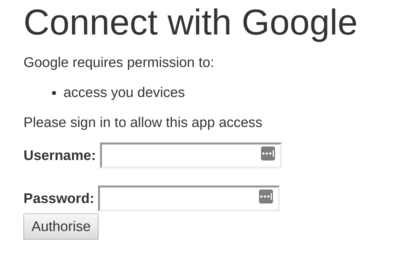 Connect with Google
Google requires permission to:
• access you devices
Please sign in to allow this app access
Username:
Password:
Authorise